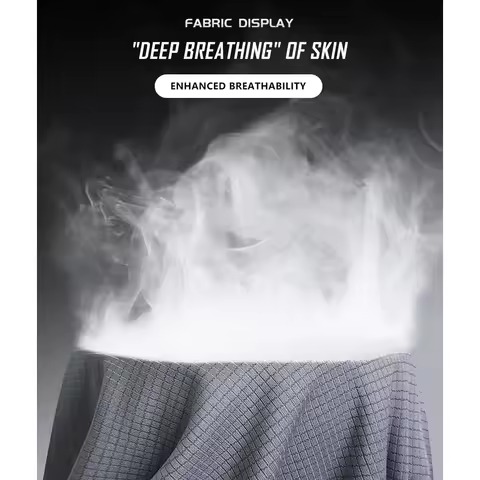 FABRIC DISPLAY
"DEEP BREATHING" OF SKIN
ENHANCED BREATHABILITY